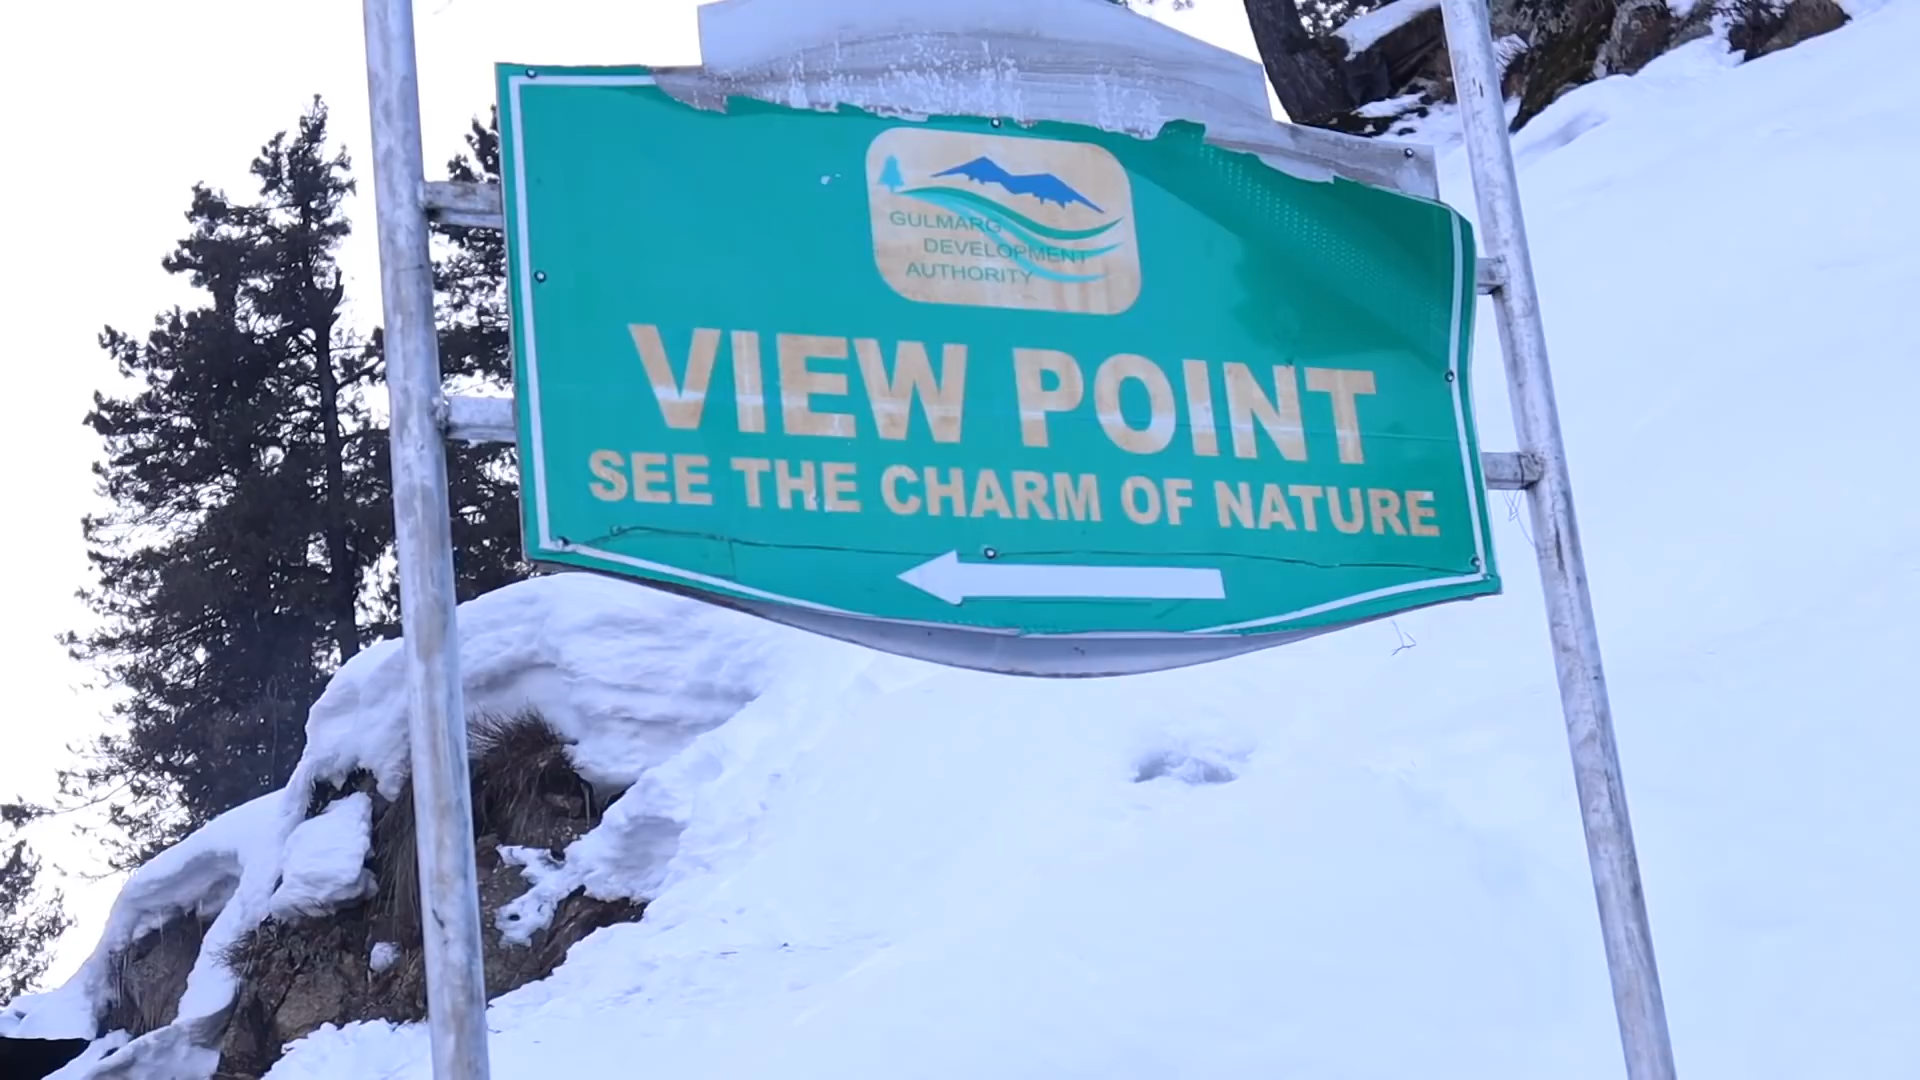 GULMARG
DEVELOPMENT
AUTHORITY
VIEW POINT
SEE THE CHARM OF NATURE